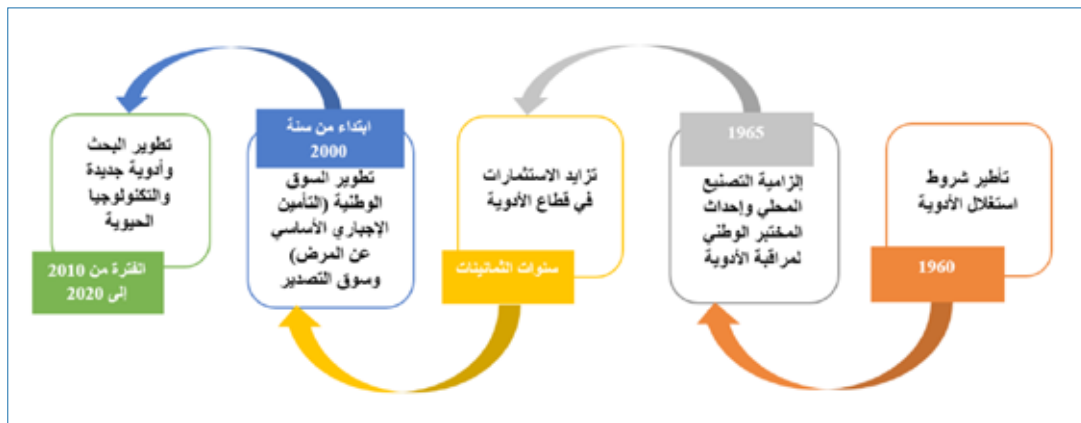 تأطير شروط
استغلال الأدوية
1960
1965
إلزامية التصنيع
المحلي وإحداث
المختبر الوطني
لمراقبة الأدوية
تزايد الاستثمارات
في قطاع الأدوية
سنوات الثمانينات
ابتداء من سنة
2000
تطوير السوق
الوطنية (التأمين
الإجباري الأساسي
عن المرض)
وسوق التصدير
تطوير البحث
وأدوية جديدة
والتكنولوجيا
الحيوية
الفترة من 2010
إلى 2020